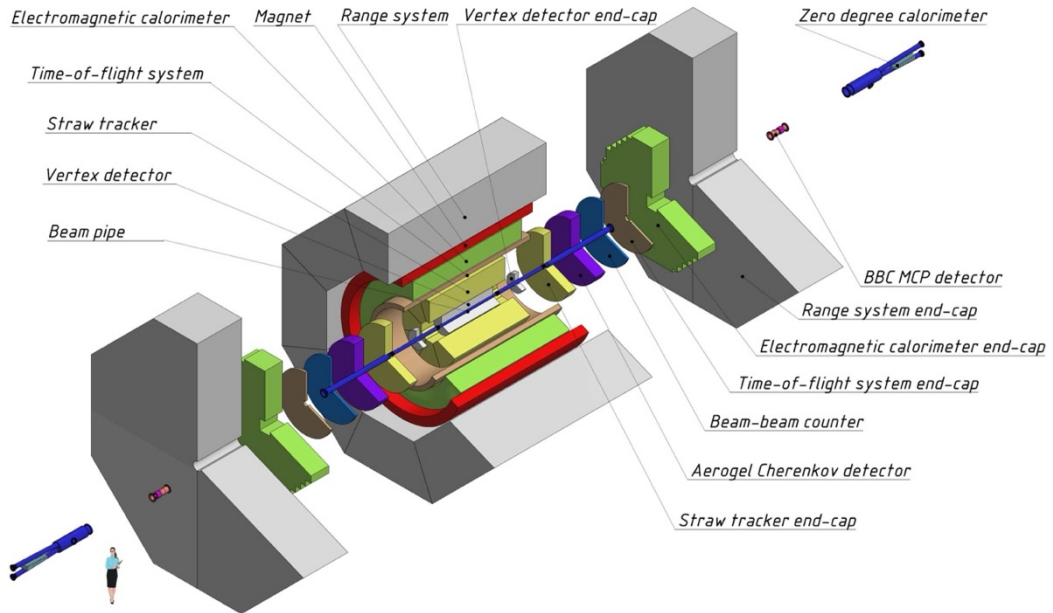 Electromagnetic calorimeter
Magnet
Range system
Vertex detector end-cap
Zero degree calorimeter
Time-of-flight system
Straw tracker
Vertex detector
Beam pipe
BBC MCP detector
Range system end-cap
Electromagnetic calorimeter end-cap
Time-of-flight system end-cap
Beam-beam counter
Aerogel Cherenkov detector
Straw tracker end-cap